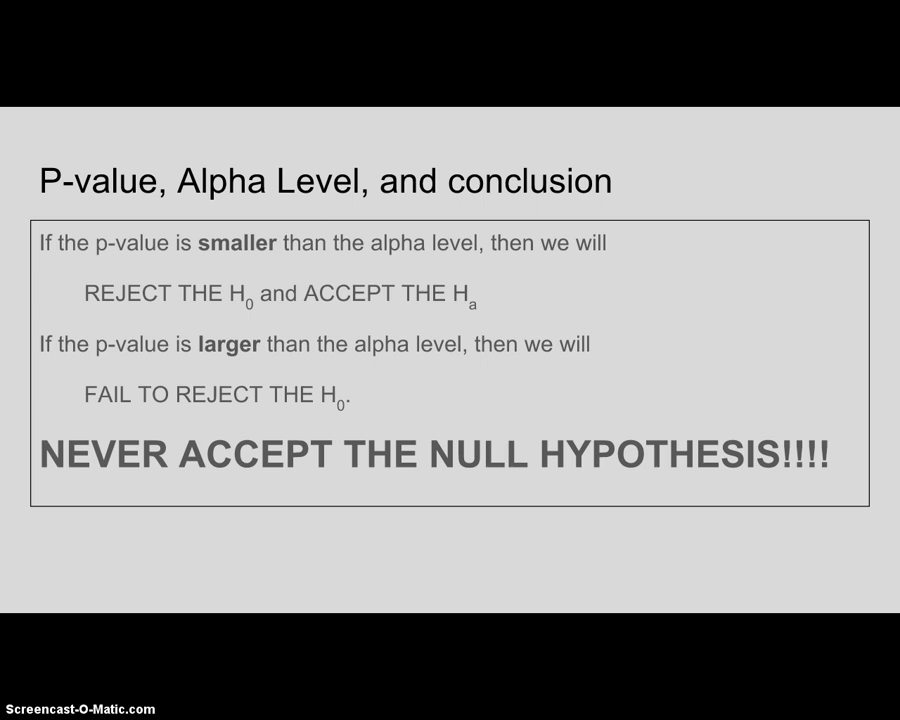 P-value, Alpha Level, and conclusion
If the p-value is smaller than the alpha level, then we will
REJECT THE H0 and ACCEPT THE Ha
If the p-value is larger than the alpha level, then we will
FAIL TO REJECT THE H0.
NEVER ACCEPT THE NULL HYPOTHESIS!!!!
Screencast-O-Matic.com